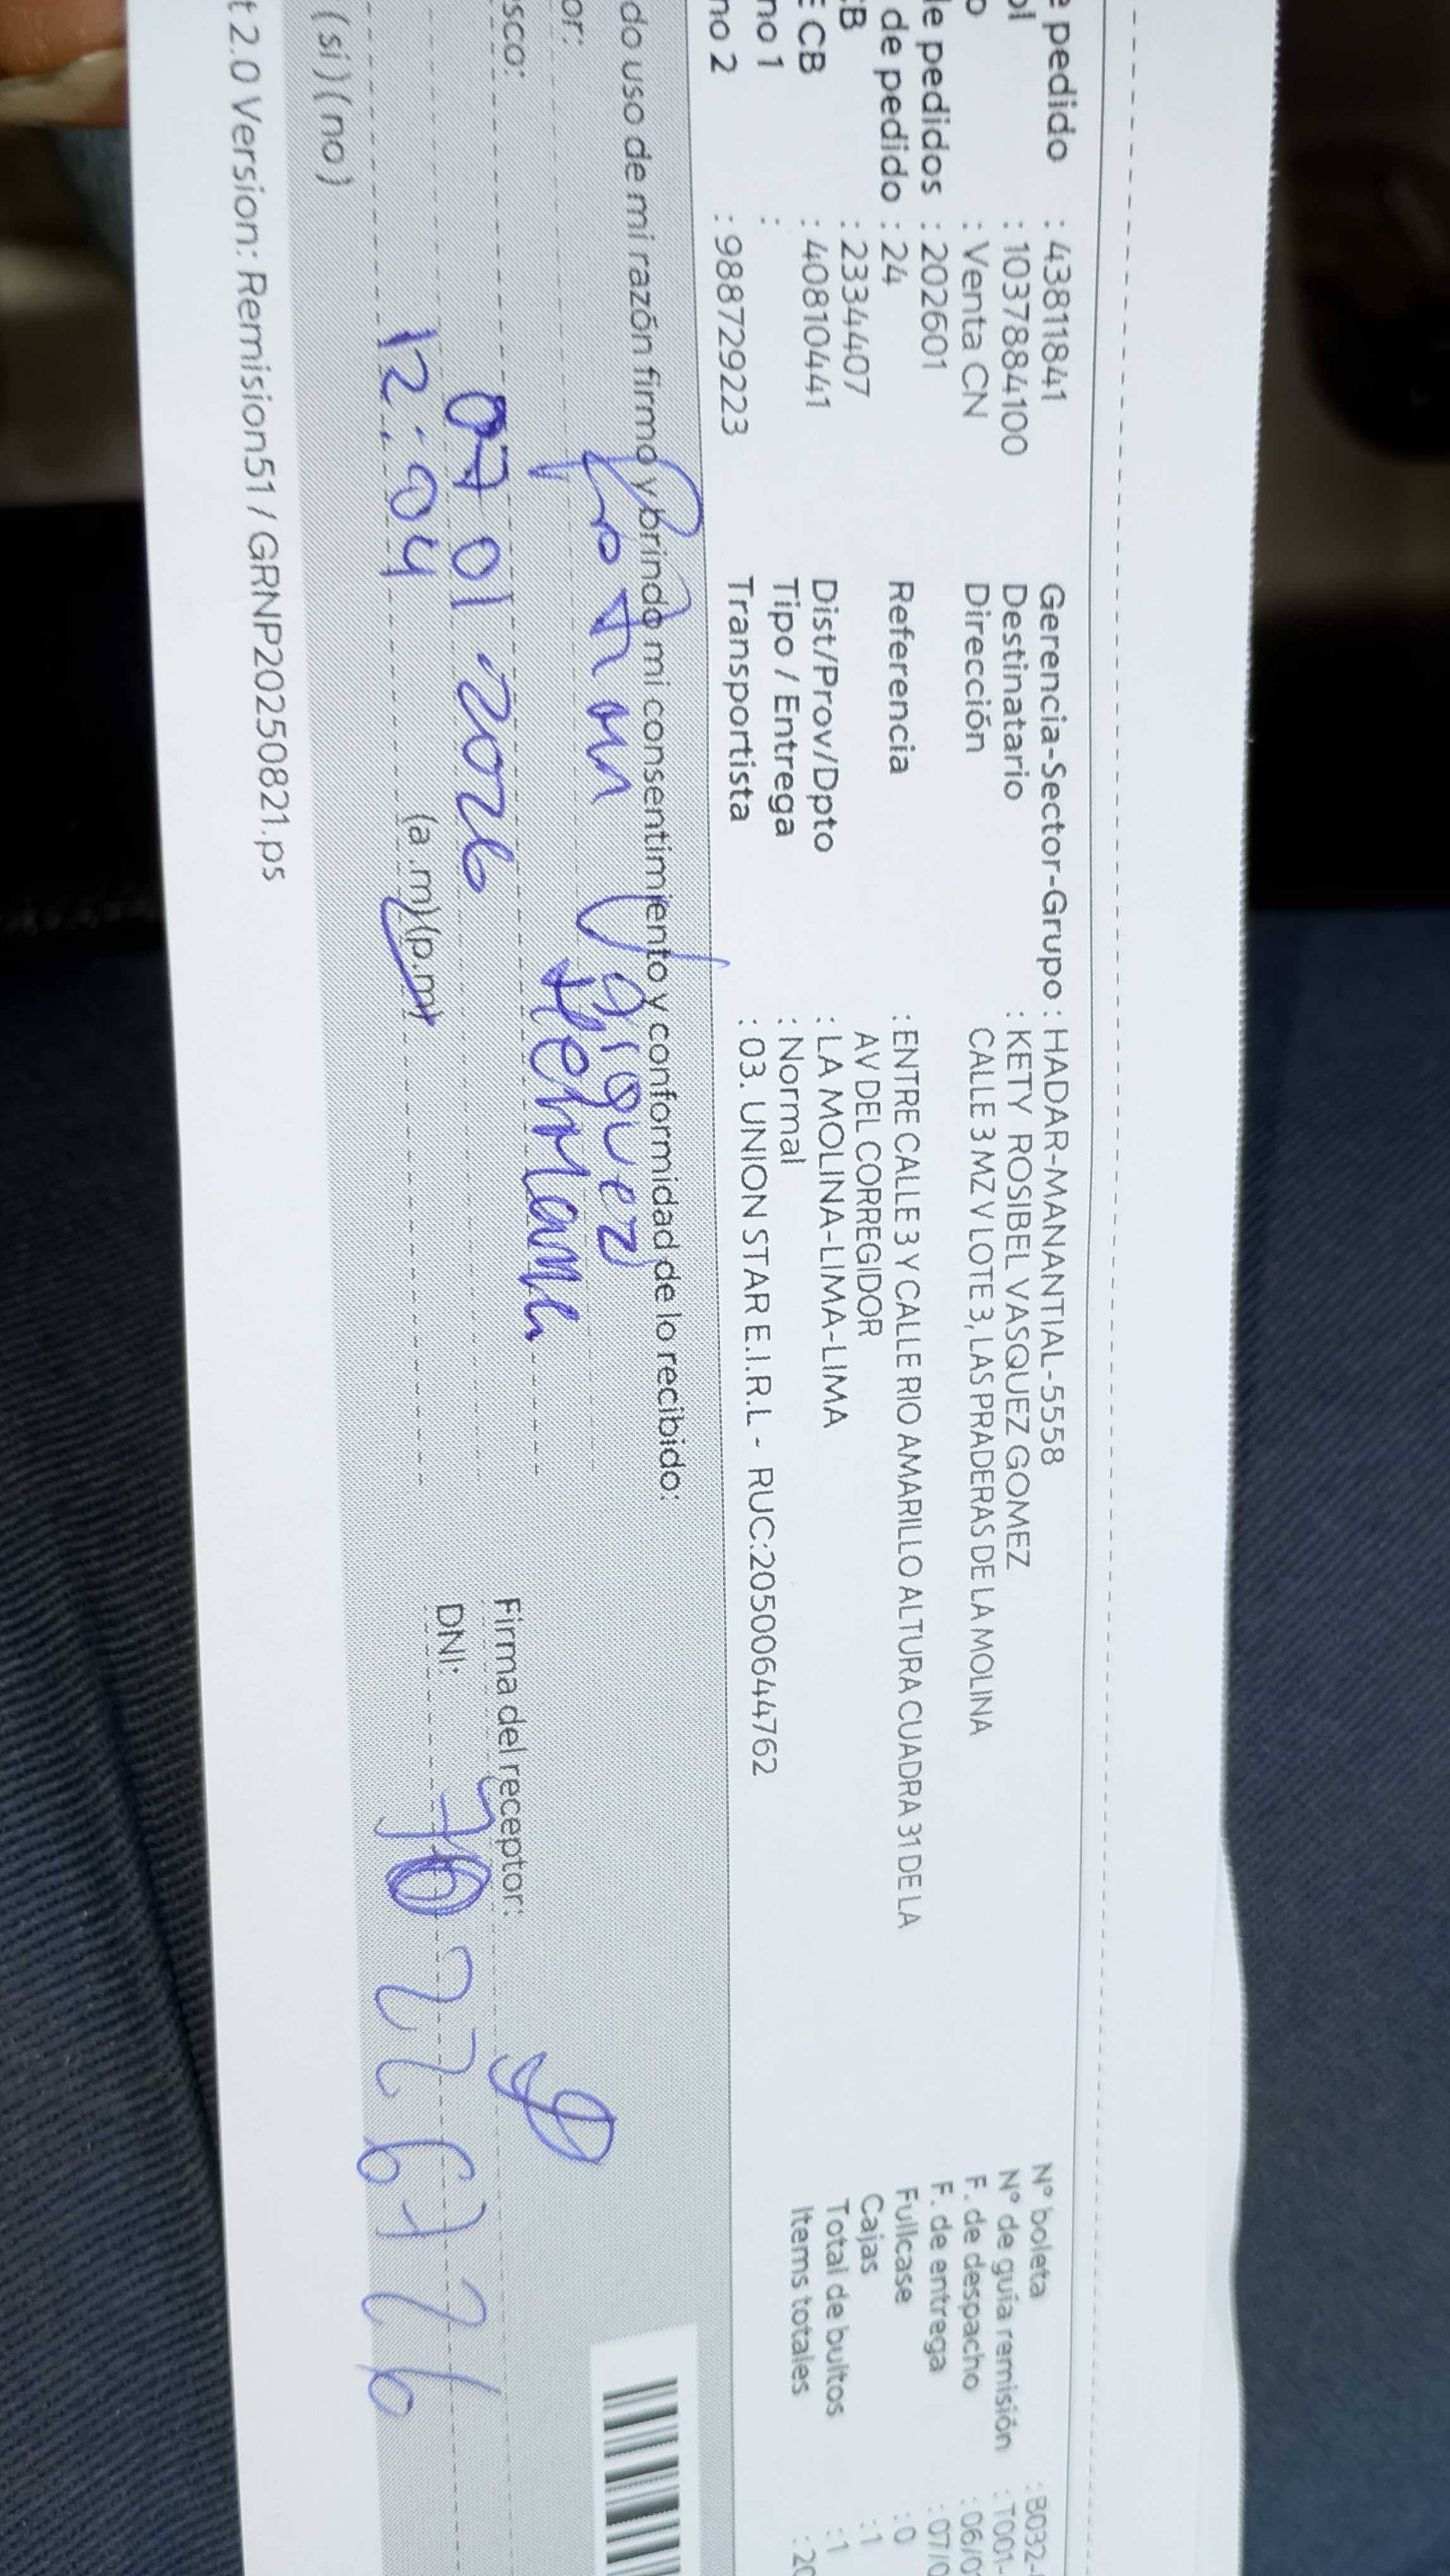 e pedido : 43811841
ol : 1037884100
o : Venta CN
le pedidos : 202601
de pedido : 24
CB : 2334407
E CB : 40810441
no 1 :
no 2 : 988729223
Gerencia-Sector-Grupo : HADAR-MANANTIAL-5558
Destinatario : KETY ROSIBEL VASQUEZ GOMEZ
Dirección CALLE 3 MZ V LOTE 3, LAS PRADERAS DE LA MOLINA
Referencia : ENTRE CALLE 3 Y CALLE RIO AMARILLO ALTURA CUADRA 31 DE LA
AV DEL CORREGIDOR
Dist/Prov/Dpto : LA MOLINA-LIMA-LIMA
Tipo / Entrega : Normal
Transportista : 03. UNION STAR E.I.R.L - RUC:20500644762
Nº boleta : B032-
Nº de guía remisión : T001-
F. de despacho : 06/0
F. de entrega : 07/0
Fullcase : 0
Cajas : 1
Total de bultos : 1
Items totales : 20
do uso de mi razón firmo y brindo mi consentimiento y conformidad de lo recibido:
or:
sco: Hermana
07 01 2026
12:04 (a.m)(p.m)
(si)(no)
Firma del receptor:
DNI: 70226726
t 2.0 Version: Remision51 / GRNP20250821.ps